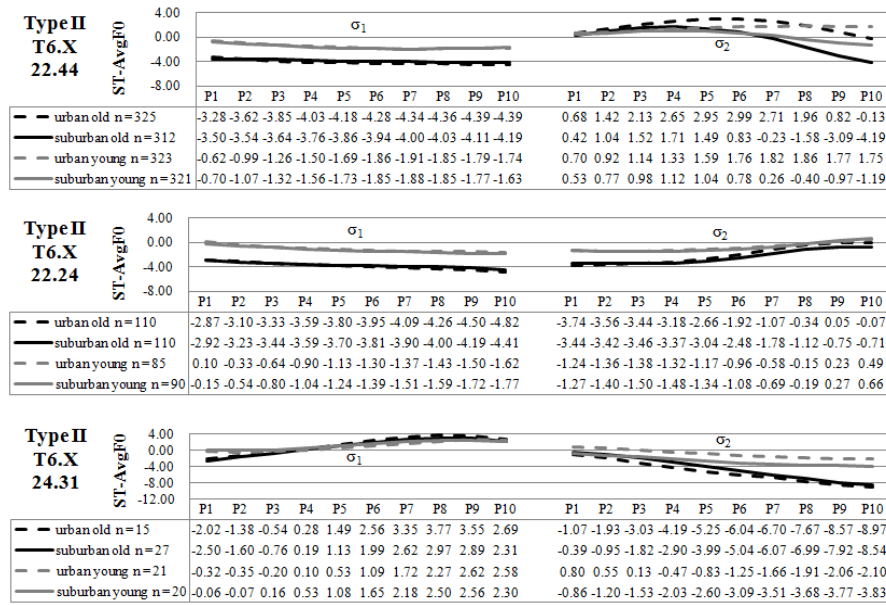 Type II
T6.X
22.44
ST-AvgF0
4.00
0.00
-4.00
-8.00
σ1
σ2
P1 P2 P3 P4 P5 P6 P7 P8 P9 P10 P1 P2 P3 P4 P5 P6 P7 P8 P9 P10
urban old n=325 -3.28 -3.62 -3.85 -4.03 -4.18 -4.28 -4.34 -4.36 -4.39 -4.39 0.68 1.42 2.13 2.65 2.95 2.99 2.71 1.96 0.82 -0.13
suburban old n=312 -3.50 -3.54 -3.64 -3.76 -3.86 -3.94 -4.00 -4.03 -4.11 -4.19 0.42 1.04 1.52 1.71 1.49 0.83 -0.23 -1.58 -3.09 -4.19
urban young n=323 -0.62 -0.99 -1.26 -1.50 -1.69 -1.86 -1.91 -1.85 -1.79 -1.74 0.70 0.92 1.14 1.33 1.59 1.76 1.82 1.86 1.77 1.75
suburban young n=321 -0.70 -1.07 -1.32 -1.56 -1.73 -1.85 -1.88 -1.85 -1.77 -1.63 0.53 0.77 0.98 1.12 1.04 0.78 0.26 -0.40 -0.97 -1.19
Type II
T6.X
22.24
ST-AvgF0
4.00
0.00
-4.00
-8.00
σ1
σ2
P1 P2 P3 P4 P5 P6 P7 P8 P9 P10 P1 P2 P3 P4 P5 P6 P7 P8 P9 P10
urban old n=110 -2.87 -3.10 -3.33 -3.59 -3.80 -3.95 -4.09 -4.26 -4.50 -4.82 -3.74 -3.56 -3.44 -3.18 -2.66 -1.92 -1.07 -0.34 0.05 -0.07
suburban old n=110 -2.92 -3.23 -3.44 -3.59 -3.70 -3.81 -3.90 -4.00 -4.19 -4.41 -3.44 -3.42 -3.46 -3.37 -3.04 -2.48 -1.78 -1.12 -0.75 -0.71
urban young n=85 0.10 -0.33 -0.64 -0.90 -1.13 -1.30 -1.37 -1.43 -1.50 -1.62 -1.24 -1.36 -1.38 -1.32 -1.17 -0.96 -0.58 -0.15 0.23 0.49
suburban young n=90 -0.15 -0.54 -0.80 -1.04 -1.24 -1.39 -1.51 -1.59 -1.72 -1.77 -1.27 -1.40 -1.50 -1.48 -1.34 -1.08 -0.69 -0.19 0.27 0.66
Type II
T6.X
24.31
ST-AvgF0
4.00
0.00
-4.00
-8.00
-12.00
σ1
σ2
P1 P2 P3 P4 P5 P6 P7 P8 P9 P10 P1 P2 P3 P4 P5 P6 P7 P8 P9 P10
urban old n=15 -2.02 -1.38 -0.54 0.28 1.49 2.56 3.35 3.77 3.55 2.69 -1.07 -1.93 -3.03 -4.19 -5.25 -6.04 -6.70 -7.67 -8.57 -8.97
suburban old n=27 -2.50 -1.60 -0.76 0.19 1.13 1.99 2.62 2.97 2.89 2.31 -0.39 -0.95 -1.82 -2.90 -3.99 -5.04 -6.07 -6.99 -7.92 -8.54
urban young n=21 -0.32 -0.35 -0.20 0.10 0.53 1.09 1.72 2.27 2.62 2.58 0.80 0.55 0.13 -0.47 -0.83 -1.25 -1.66 -1.91 -2.06 -2.10
suburban young n=20 -0.06 -0.07 0.16 0.53 1.08 1.65 2.18 2.50 2.56 2.30 -0.86 -1.20 -1.53 -2.03 -2.60 -3.09 -3.51 -3.68 -3.77 -3.83